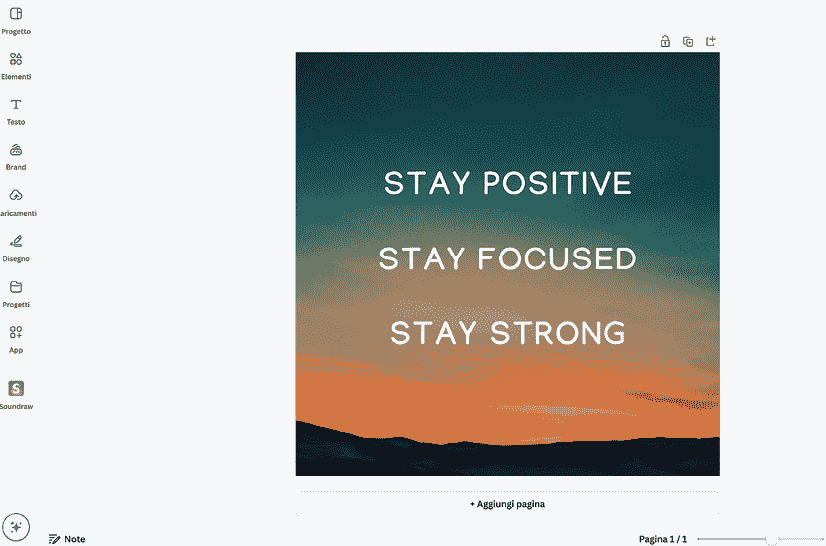 Progetto
Elementi
Testo
Brand
aricamenti
Disegno
Progetti
App
S
Soundraw
STAY POSITIVE
STAY FOCUSED
STAY STRONG
+ Aggiungi pagina
Note
Pagina 1 / 1